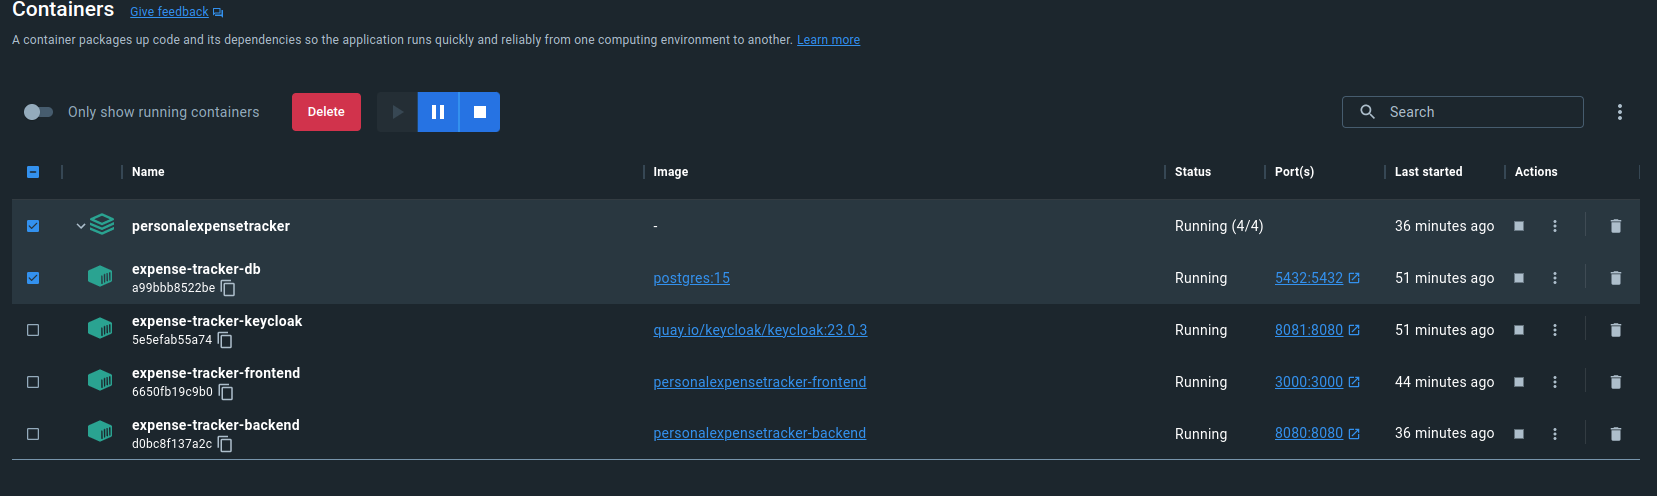 Containers Give feedback
A container packages up code and its dependencies so the application runs quickly and reliably from one computing environment to another. Learn more
Only show running containers Delete Search
Name Image Status Port(s) Last started Actions
personalexpensetracker - Running (4/4) 36 minutes ago
expense-tracker-db
a99bbb8522be postgres:15 Running 5432:5432 51 minutes ago
expense-tracker-keycloak
5e5efab55a74 quay.io/keycloak/keycloak:23.0.3 Running 8081:8080 51 minutes ago
expense-tracker-frontend
6650fb19c9b0 personalexpensetracker-frontend Running 3000:3000 44 minutes ago
expense-tracker-backend
d0bc8f137a2c personalexpensetracker-backend Running 8080:8080 36 minutes ago